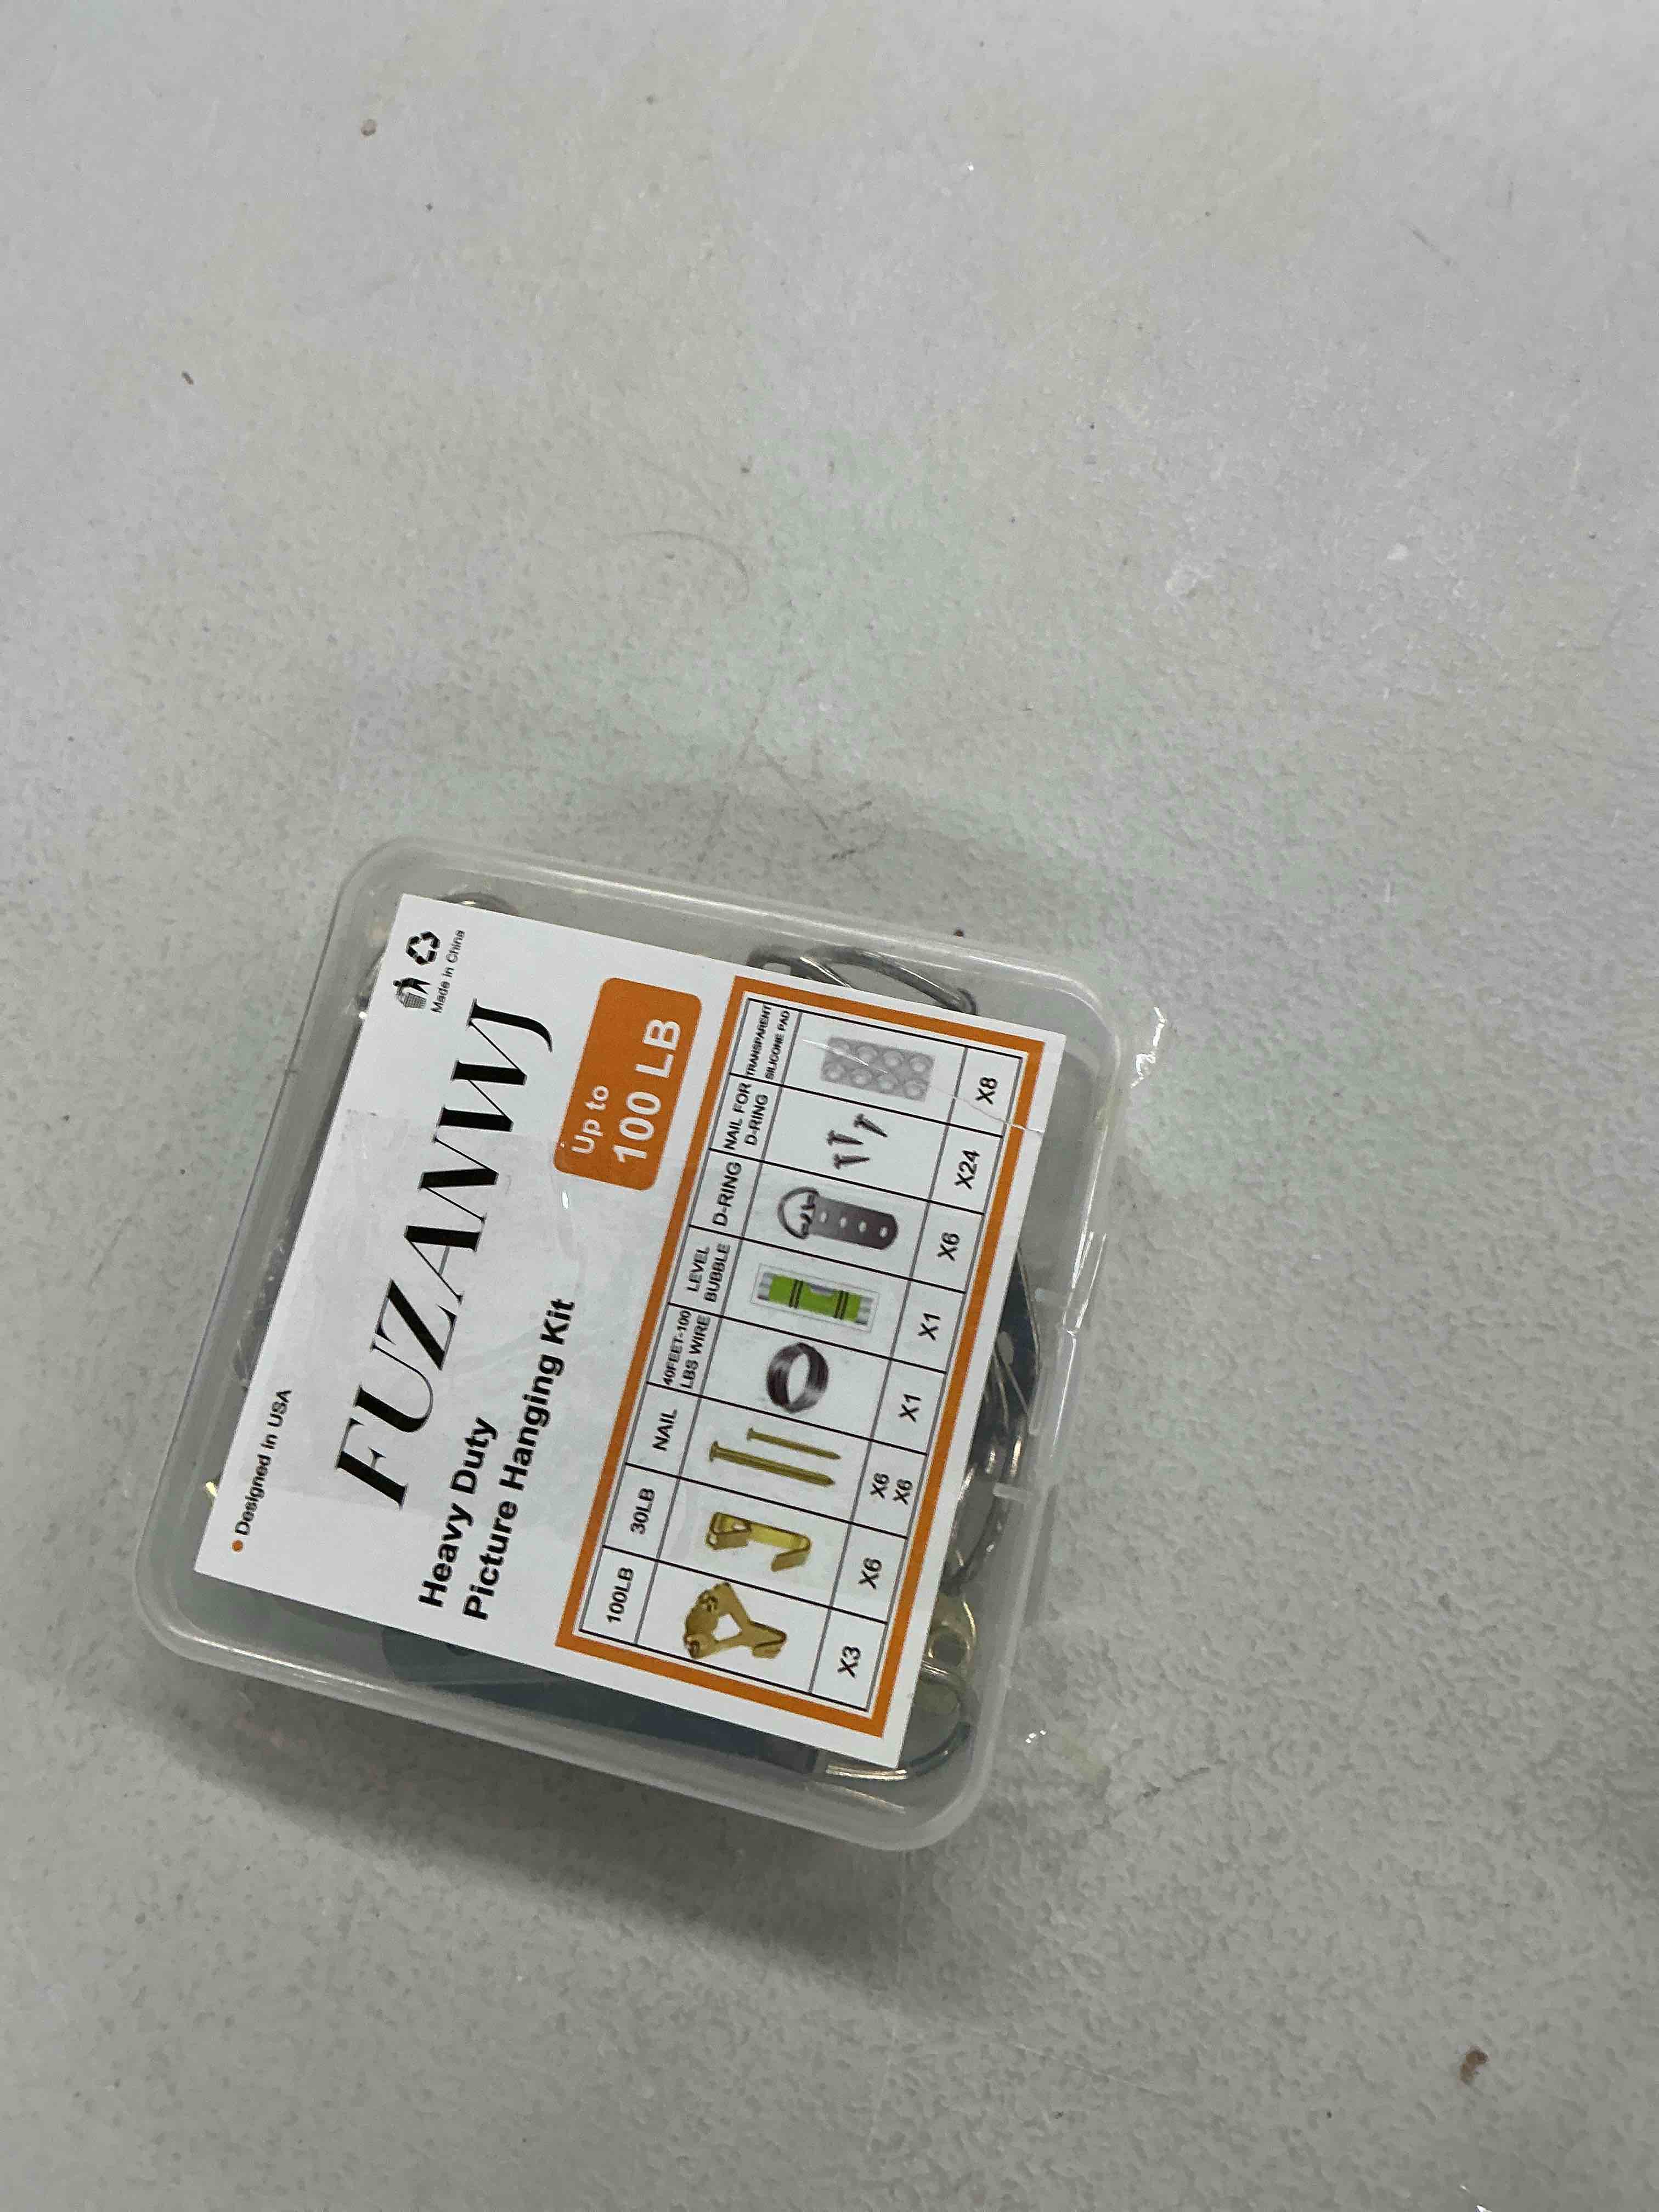 Designed in USA
Made in China
FUZAWWJ
Heavy Duty
Picture Hanging Kit
Up to
100 LB
100LB
30LB
NAIL
40FEET-100
LBS WIRE
LEVEL
BUBBLE
D-RING
NAIL FOR
D-RING
TRANSPARENT
SILICONE PAD
X3
X6
X6
X6
X1
X1
X6
X24
X8